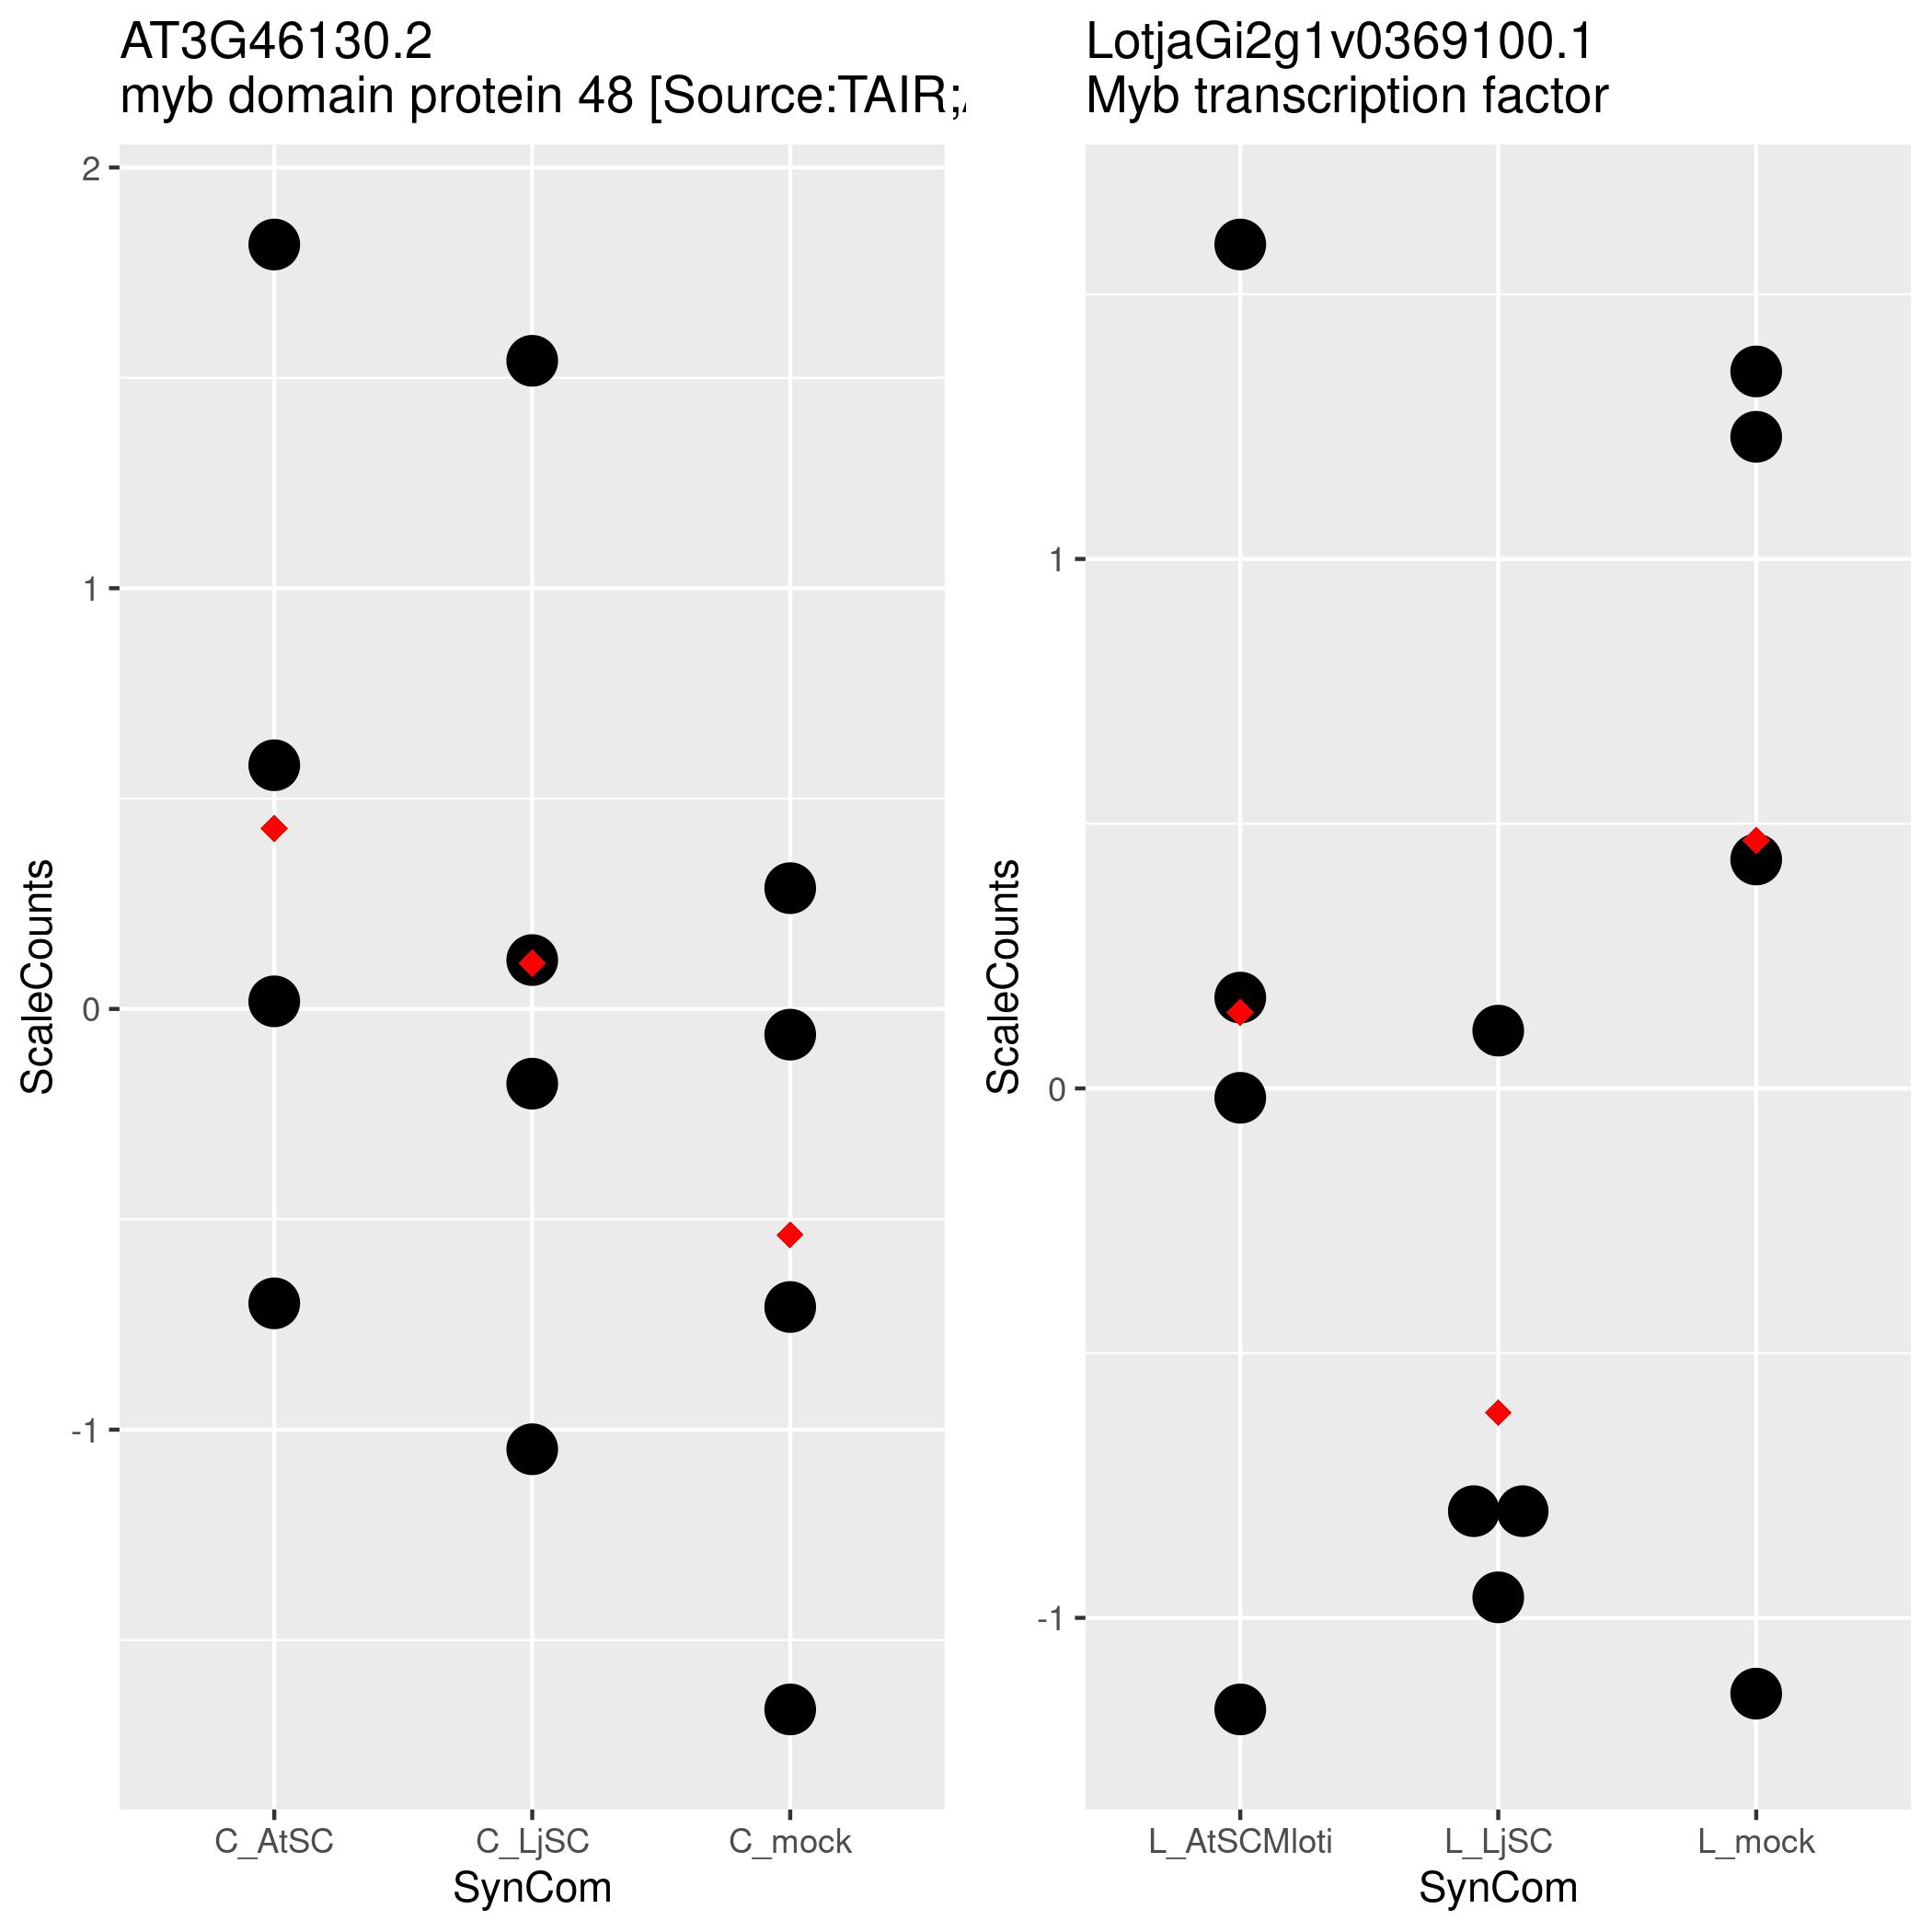 AT3G46130.2
myb domain protein 48 [Source:TAIR;
ScaleCounts
2
1
0
-1
C_AtSC
C_LjSC
C_mock
SynCom
LotjaGi2g1v0369100.1
Myb transcription factor
ScaleCounts
1
0
-1
L_AtSCMloti
L_LjSC
L_mock
SynCom